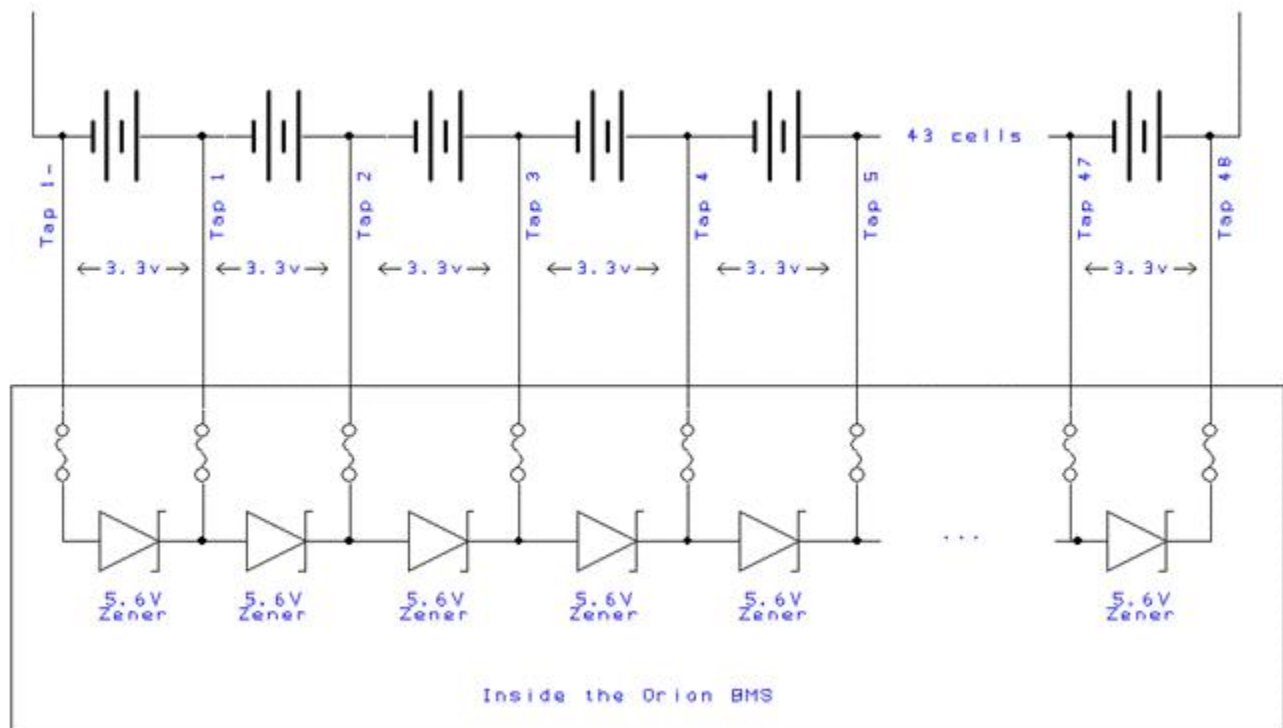 43 cells
Tap 1-
Tap 1
Tap 2
Tap 3
Tap 4
Tap 5
Tap 47
Tap 48
3.3v
3.3v
3.3v
3.3v
3.3v
3.3v
...
5.6V
Zener
5.6V
Zener
5.6V
Zener
5.6V
Zener
5.6V
Zener
5.6V
Zener
Inside the Orion BMS